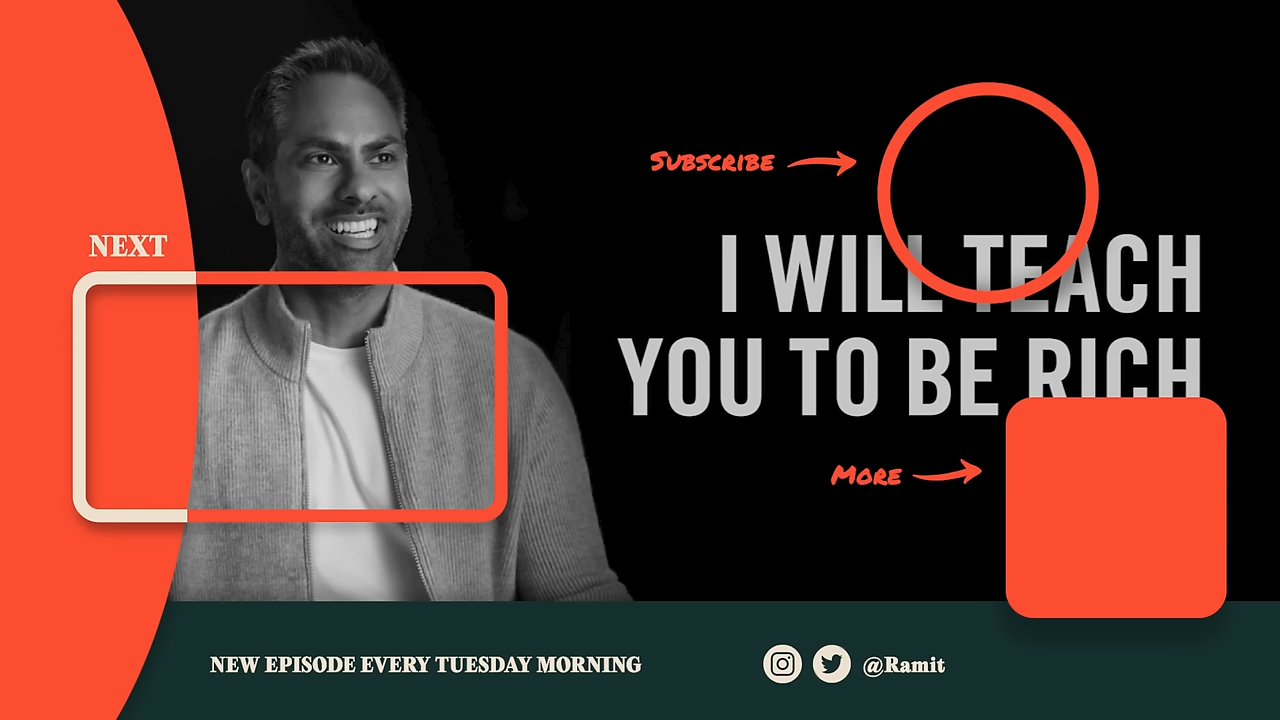 SUBSCRIBE
NEXT
I WILL TEACH
YOU TO BE RICH
MORE
NEW EPISODE EVERY TUESDAY MORNING
@Ramit